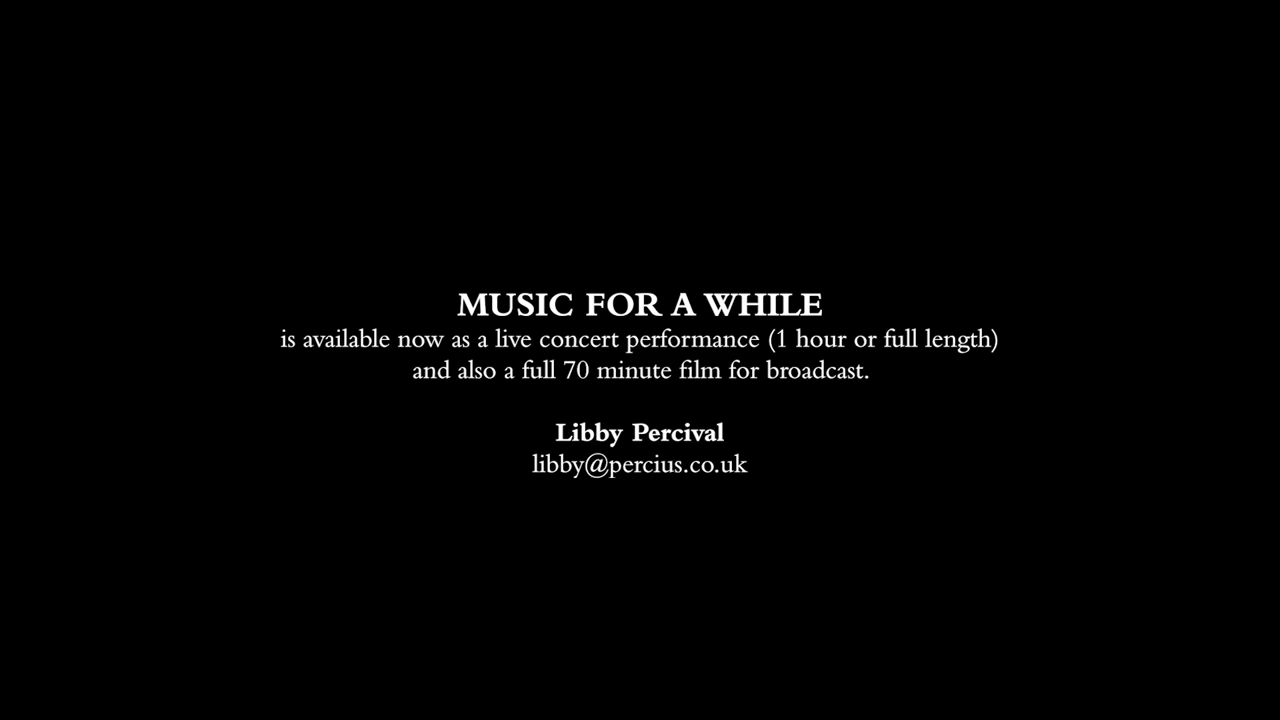 MUSIC FOR A WHILE
is available now as a live concert performance (1 hour or full length)
and also a full 70 minute film for broadcast.
Libby Percival
libby@percius.co.uk